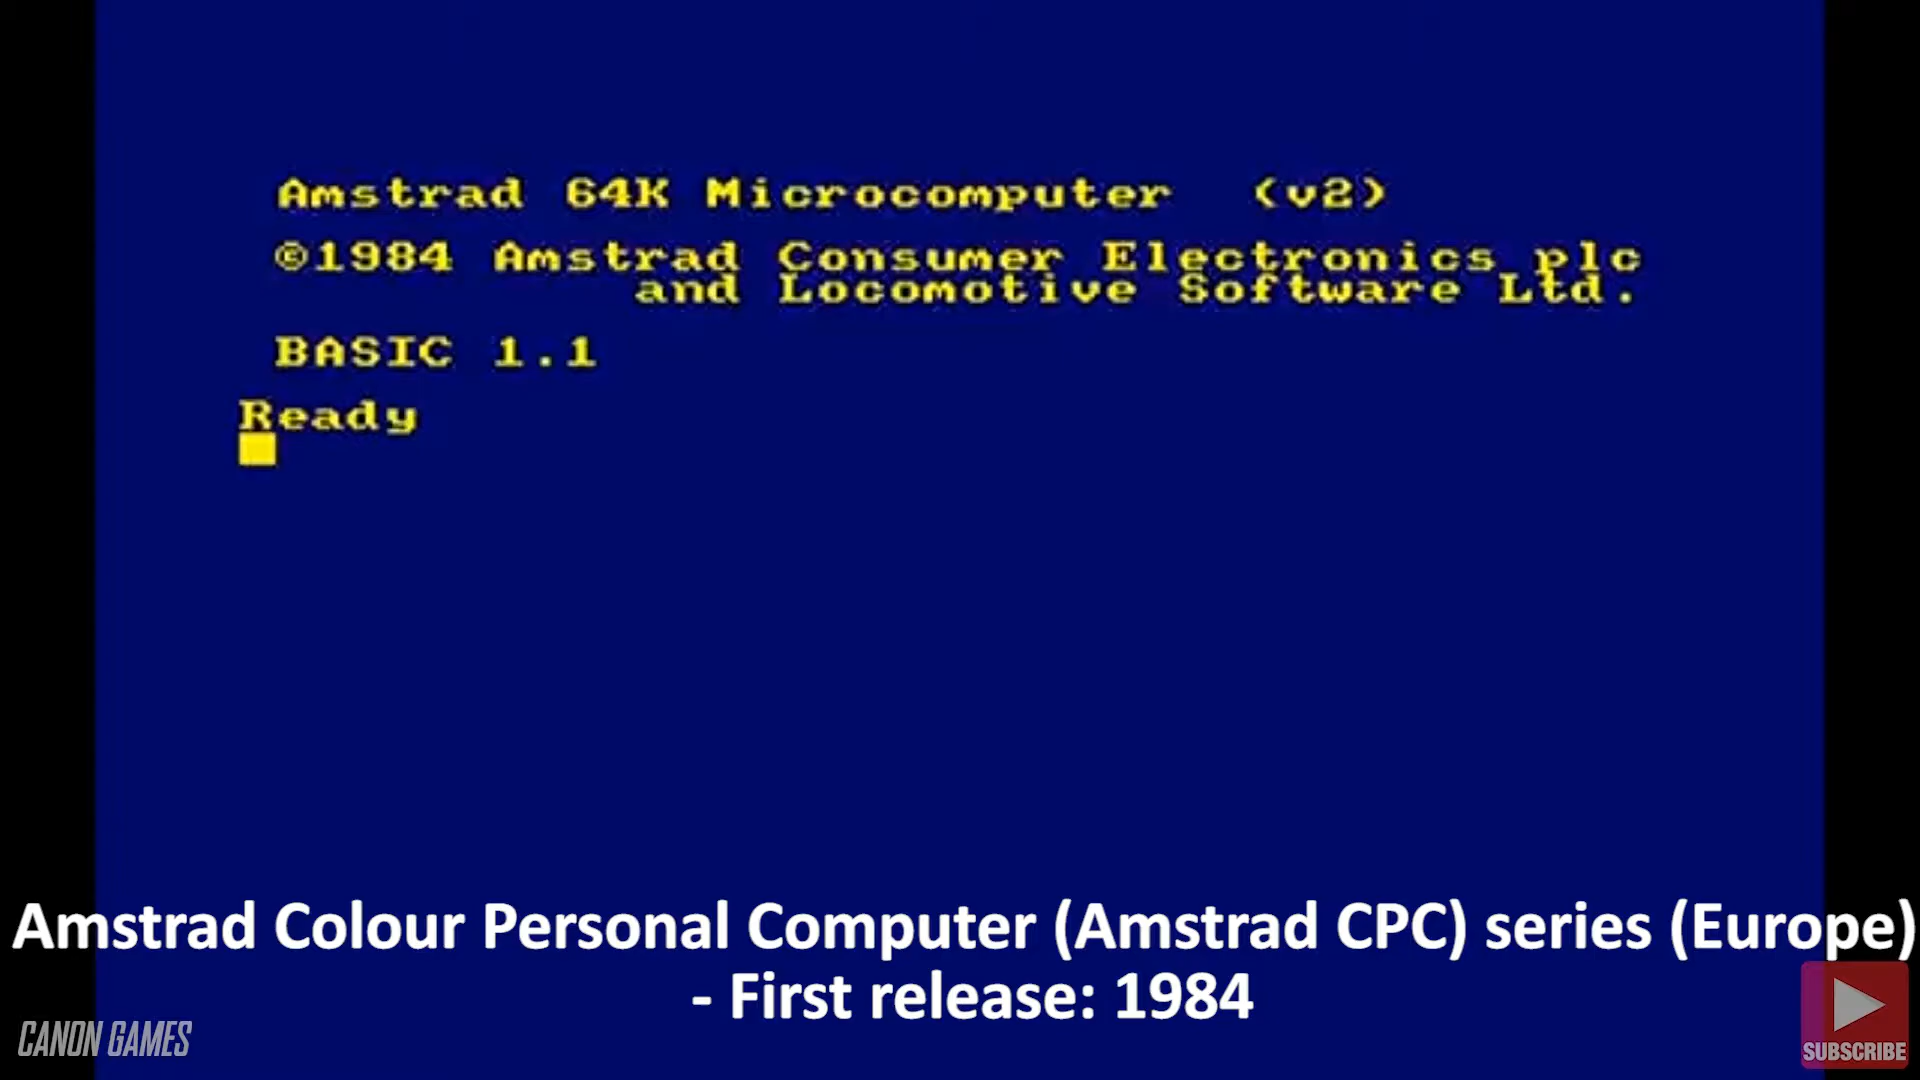 Amstrad 64K Microcomputer (v2)
©1984 Amstrad Consumer Electronics plc
and Locomotive Software Ltd.
BASIC 1.1
Ready
Amstrad Colour Personal Computer (Amstrad CPC) series (Europe)
- First release: 1984
CANON GAMES
SUBSCRIBE